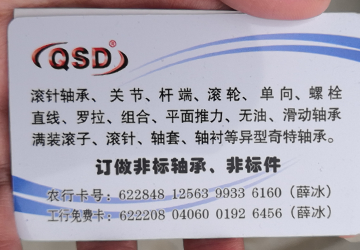 QSD®
滚针轴承、关节、杆端、滚轮、单向、螺栓
直线、罗拉、组合、平面推力、无油、滑动轴承
满装滚子、滚针、轴套、轴衬等异型奇特轴承。
订做非标轴承、非标件
农行卡号：622848 12563 9933 6160（薛冰）
工行免费卡：622208 04060 0192 6456（薛冰）